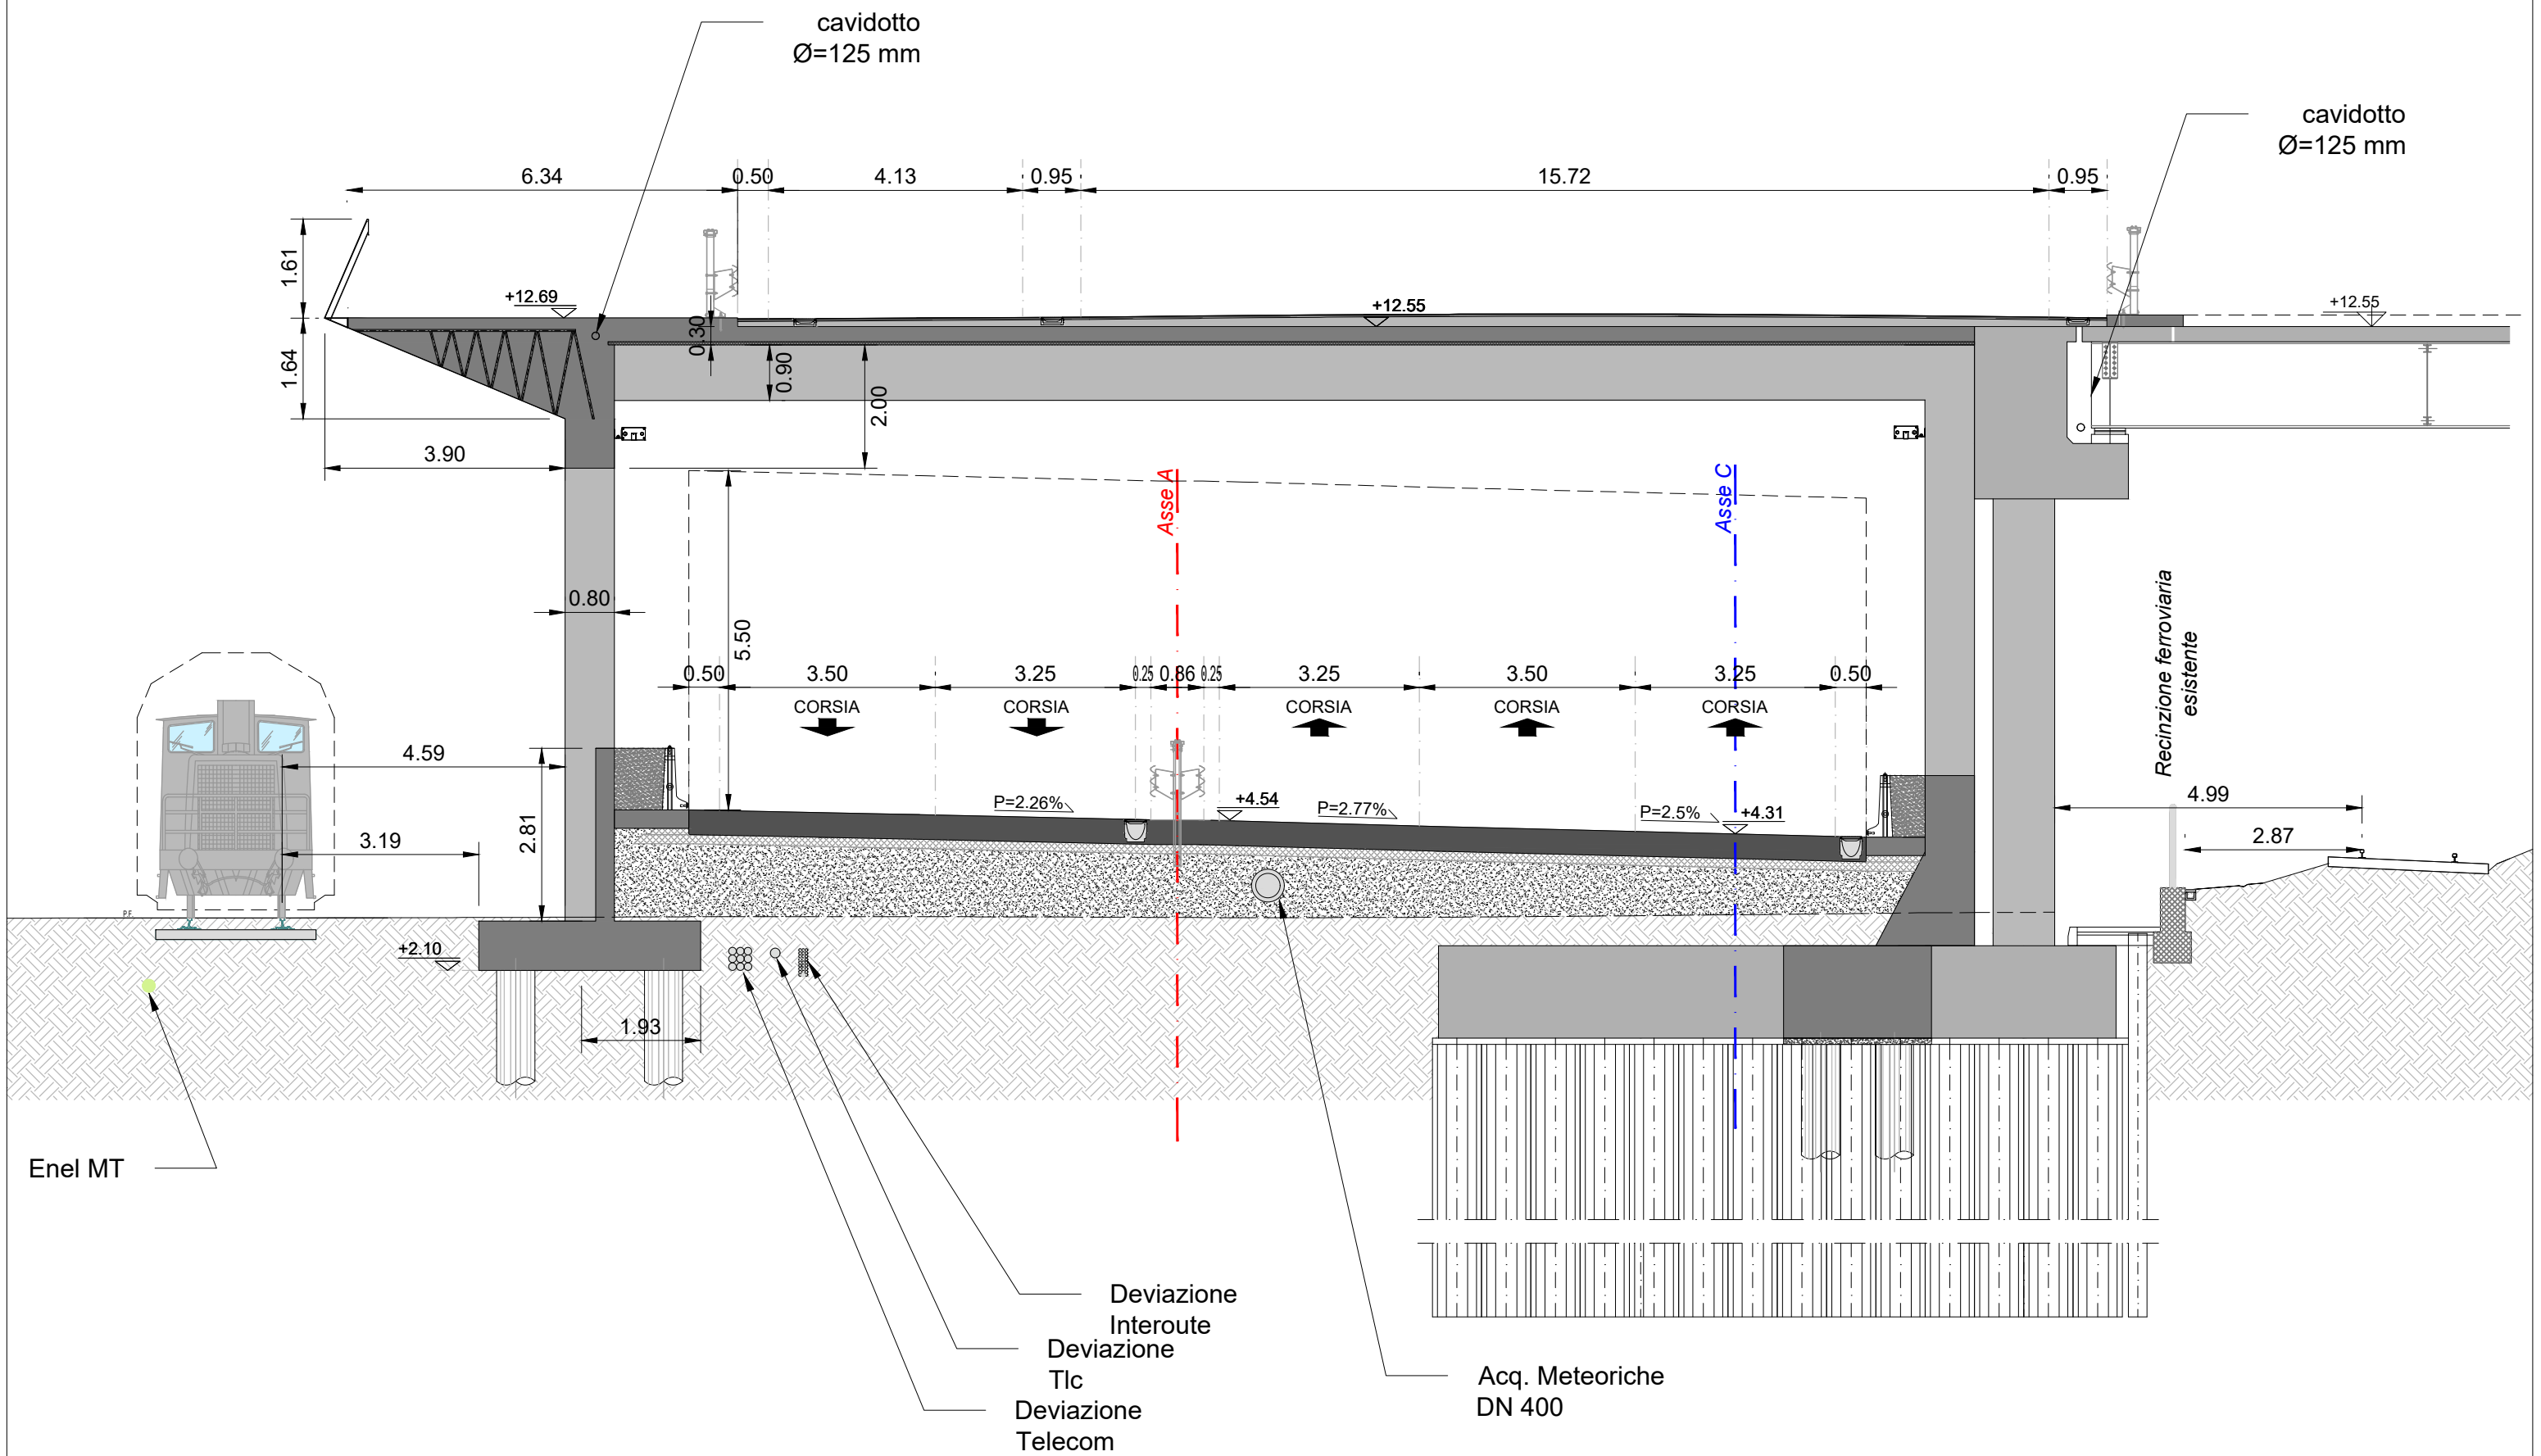 cavidotto
Ø=125 mm
cavidotto
Ø=125 mm
6.34
0.50
4.13
0.95
15.72
0.95
1.61
+12.69
+12.55
+12.55
0.30
0.90
1.64
2.00
3.90
Asse A
Asse C
0.80
5.50
Recinzione ferroviaria
esistente
0.50
3.50
3.25
0.25
0.86
0.25
3.25
3.50
3.25
0.50
CORSIA
CORSIA
CORSIA
CORSIA
CORSIA
4.59
2.81
3.19
P=2.26%
+4.54
P=2.77%
P=2.5%
+4.31
4.99
2.87
P.F.
+2.10
1.93
Enel MT
Deviazione
Interoute
Deviazione
Tlc
Deviazione
Telecom
Acq. Meteoriche
DN 400